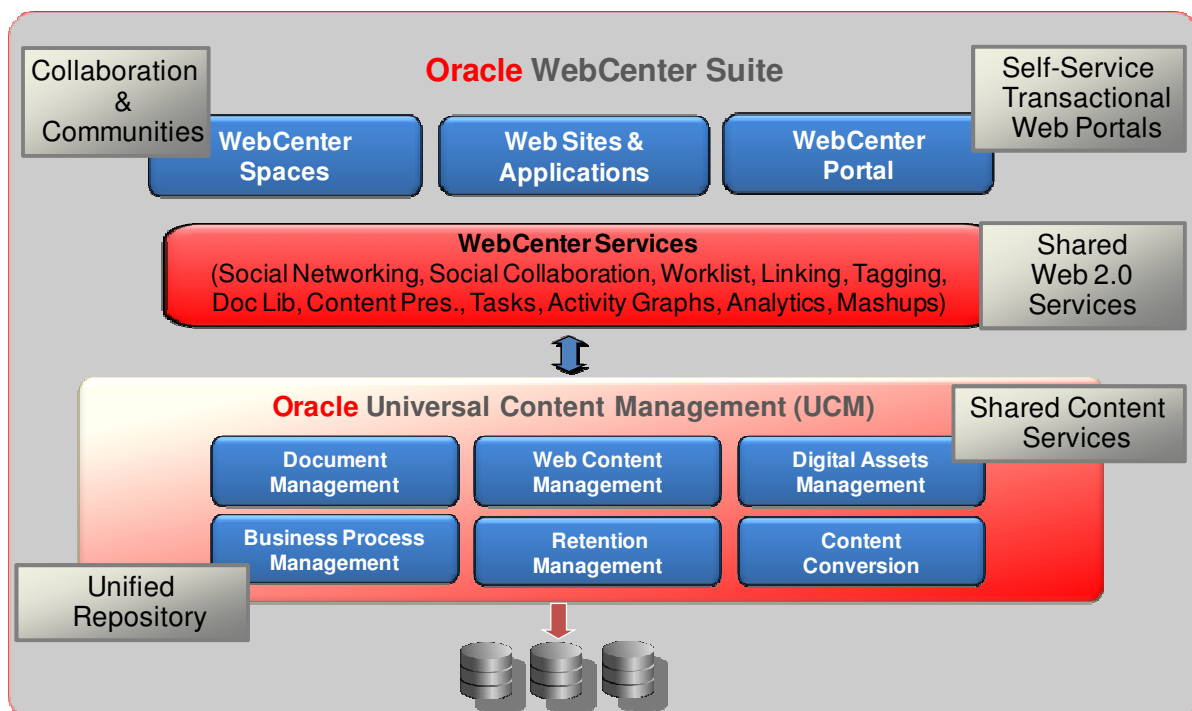 Collaboration
&
Communities
Oracle WebCenter Suite
Self-Service
Transactional
Web Portals
WebCenter
Spaces
Web Sites &
Applications
WebCenter
Portal
WebCenter Services
(Social Networking, Social Collaboration, Worklist, Linking, Tagging,
Doc Lib, Content Pres., Tasks, Activity Graphs, Analytics, Mashups)
Shared
Web 2.0
Services
Oracle Universal Content Management (UCM)
Shared Content
Services
Document
Management
Web Content
Management
Digital Assets
Management
Business Process
Management
Retention
Management
Content
Conversion
Unified
Repository